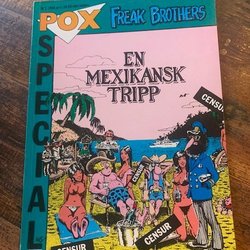 POX
FREAK BROTHERS
SPECIAL
EN
MEXIKANSK
TRIPP
CENSUR
CENSUR
CENSUR